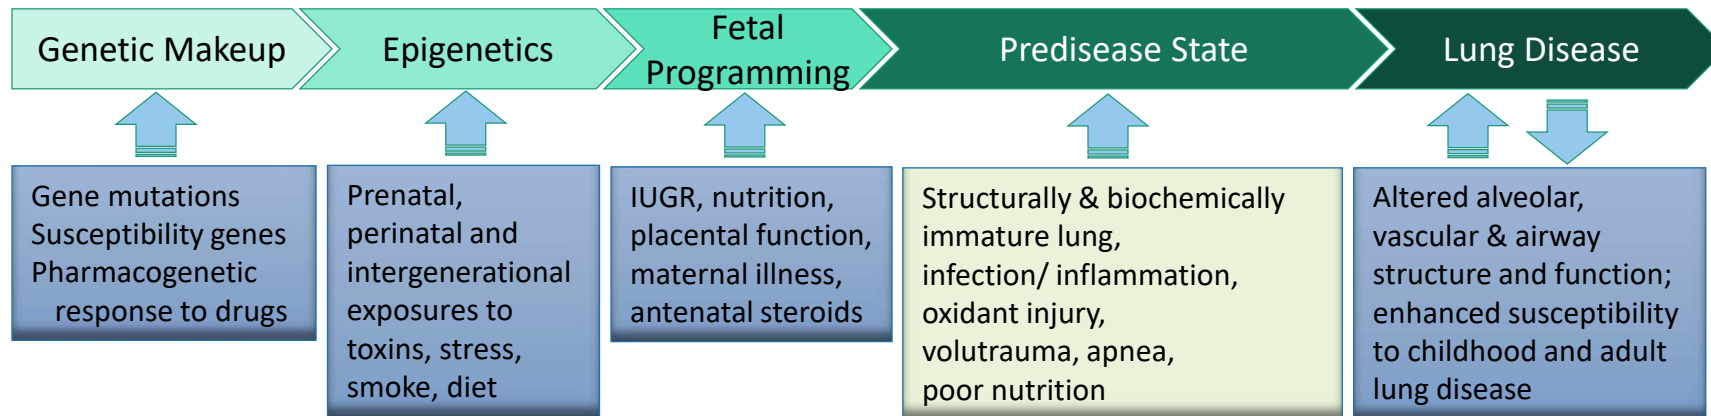 Genetic Makeup
Epigenetics
Fetal
Programming
Predisease State
Lung Disease
Gene mutations
Susceptibility genes
Pharmacogenetic
response to drugs
Prenatal,
perinatal and
intergenerational
exposures to
toxins, stress,
smoke, diet
IUGR, nutrition,
placental function,
maternal illness,
antenatal steroids
Structurally & biochemically
immature lung,
infection/ inflammation,
oxidant injury,
volutrauma, apnea,
poor nutrition
Altered alveolar,
vascular & airway
structure and function;
enhanced susceptibility
to childhood and adult
lung disease